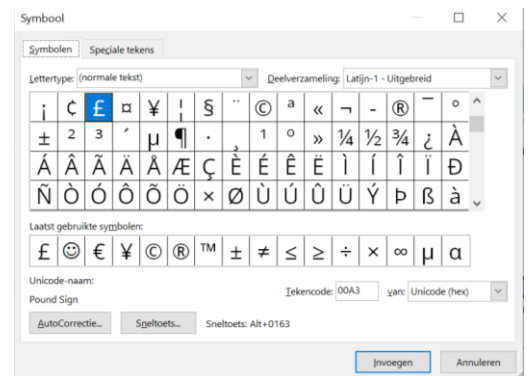 Symbool
Symbolen Speciale tekens
Lettertype: (normale tekst) Deelverzameling: Latijn-1 - Uitgebreid
¡ ¢ £ ¤ ¥ ¦ § ¨ © ª « ¬ - ® ¯ °
± ² ³ ´ µ ¶ · ¸ ¹ º » ¼ ½ ¾ ¿ À
Á Â Ã Ä Å Æ Ç È É Ê Ë Ì Í Î Ï Ð
Ñ Ò Ó Ô Õ Ö × Ø Ù Ú Û Ü Ý Þ ß à
Laatst gebruikte symbolen:
£ ☺ € ¥ © ® ™ ± ≠ ≤ ≥ ÷ × ∞ µ α
Unicode-naam:
Pound Sign
Tekencode: 00A3 van: Unicode (hex)
AutoCorrectie... Sneltoets... Sneltoets: Alt+0163
Invoegen Annuleren